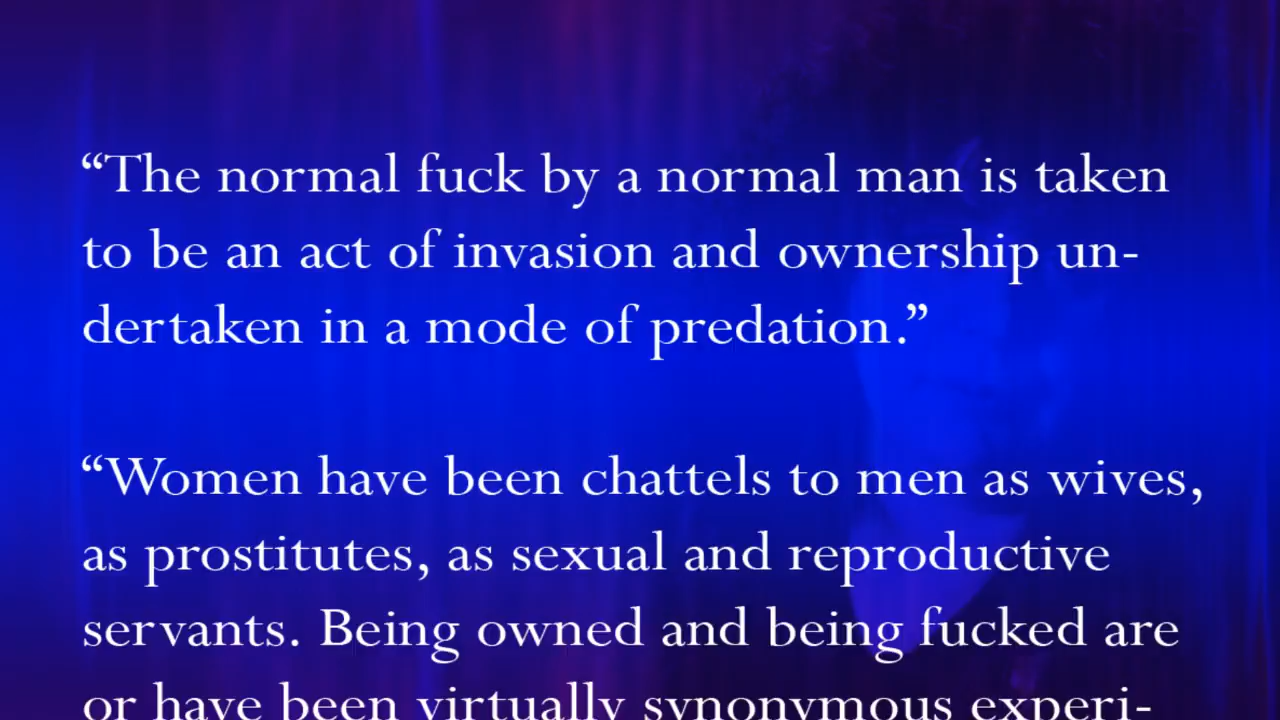 “The normal fuck by a normal man is taken
to be an act of invasion and ownership un-
dertaken in a mode of predation.”
“Women have been chattels to men as wives,
as prostitutes, as sexual and reproductive
servants. Being owned and being fucked are
or have been virtually synonymous experi-